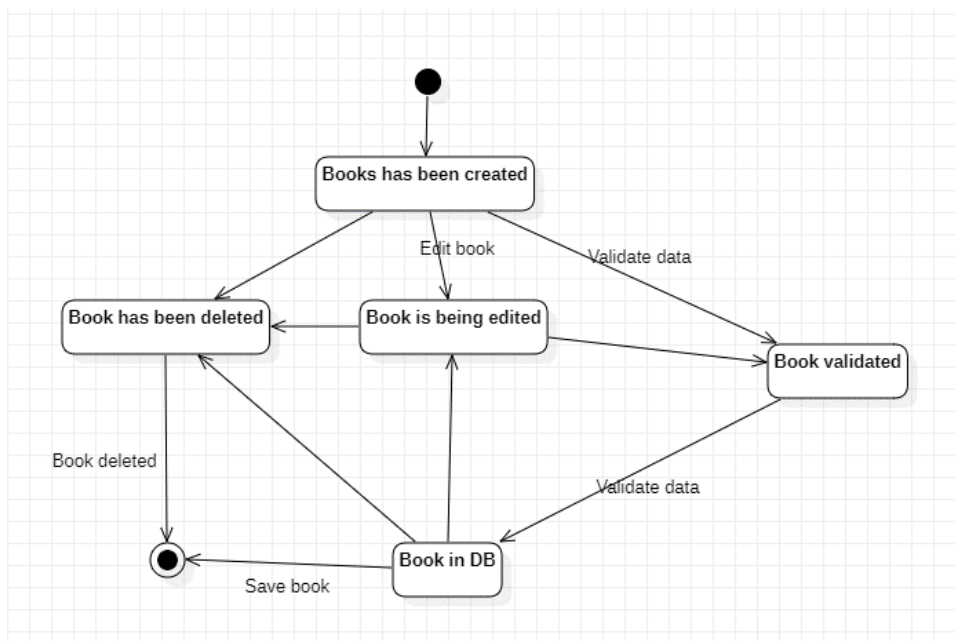 Books has been created
Edit book
Validate data
Book has been deleted
Book is being edited
Book validated
Book deleted
Validate data
Book in DB
Save book